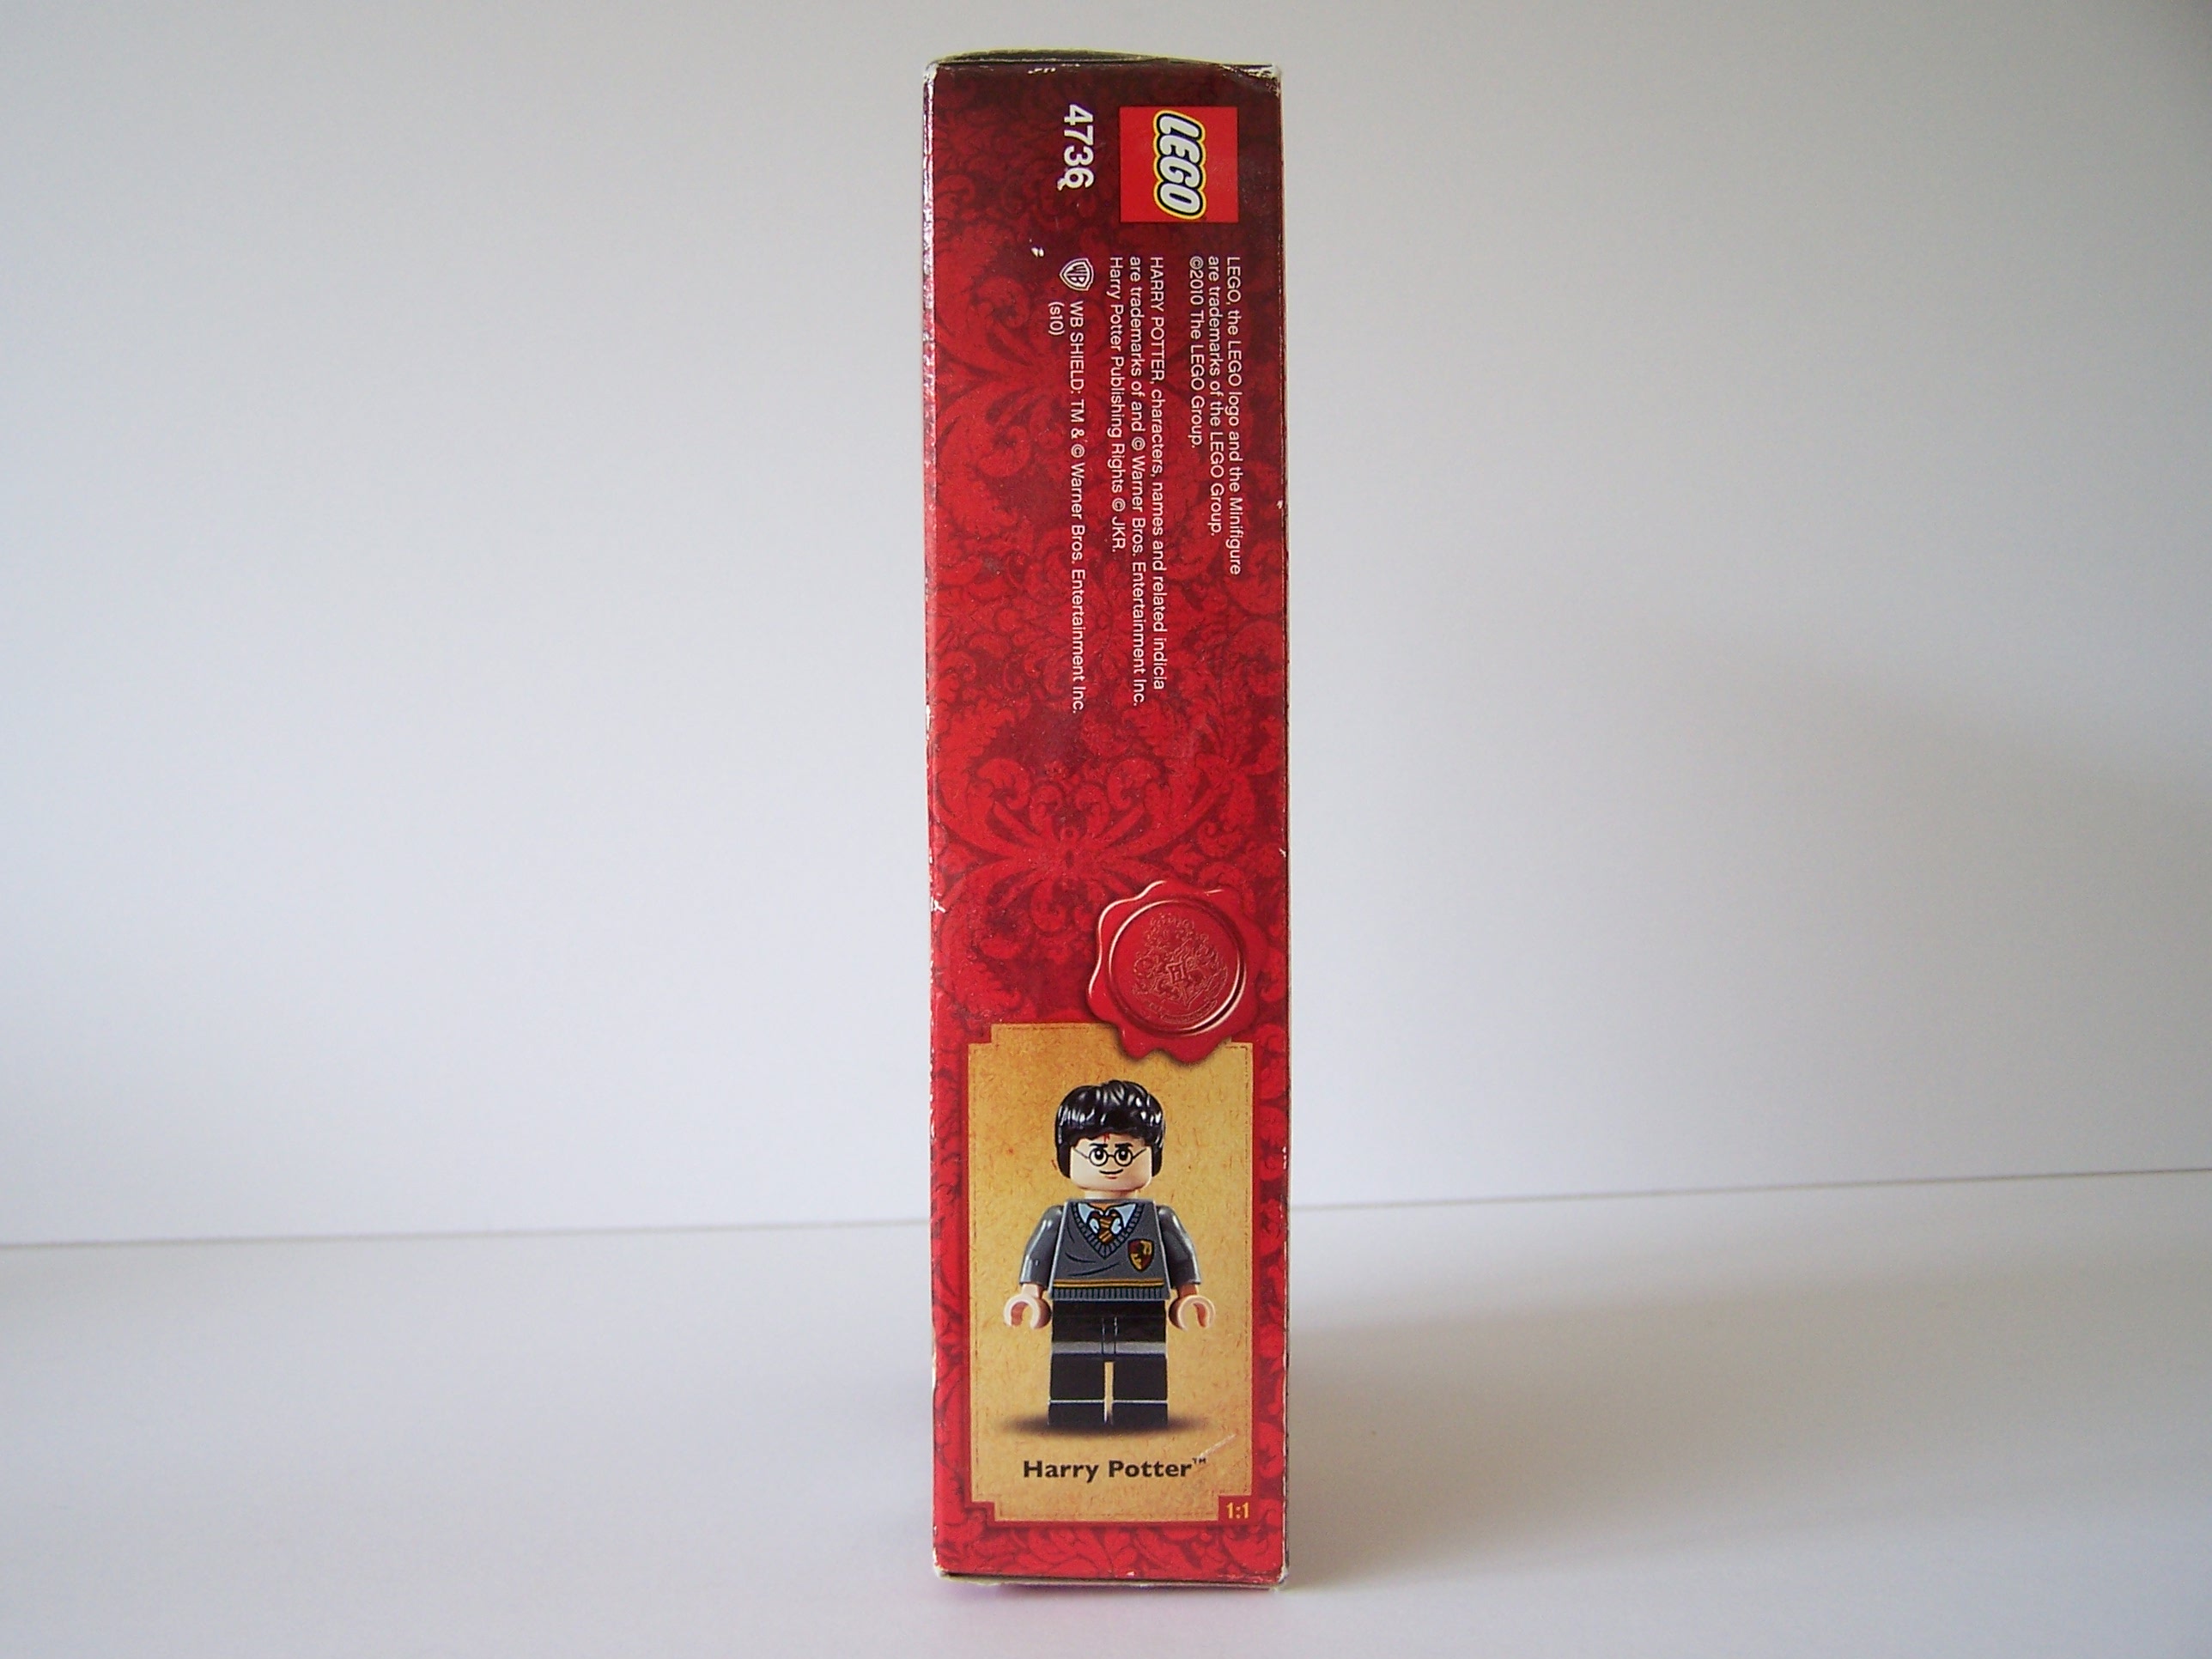 LEGO
4736
LEGO, the LEGO logo and the Minifigure
are trademarks of the LEGO Group.
©2010 The LEGO Group.
HARRY POTTER, characters, names and related indicia
are trademarks of and © Warner Bros. Entertainment Inc.
Harry Potter Publishing Rights © JKR.
WB WB SHIELD: TM & © Warner Bros. Entertainment Inc.
(s10)
H
Harry Potter™
1:1